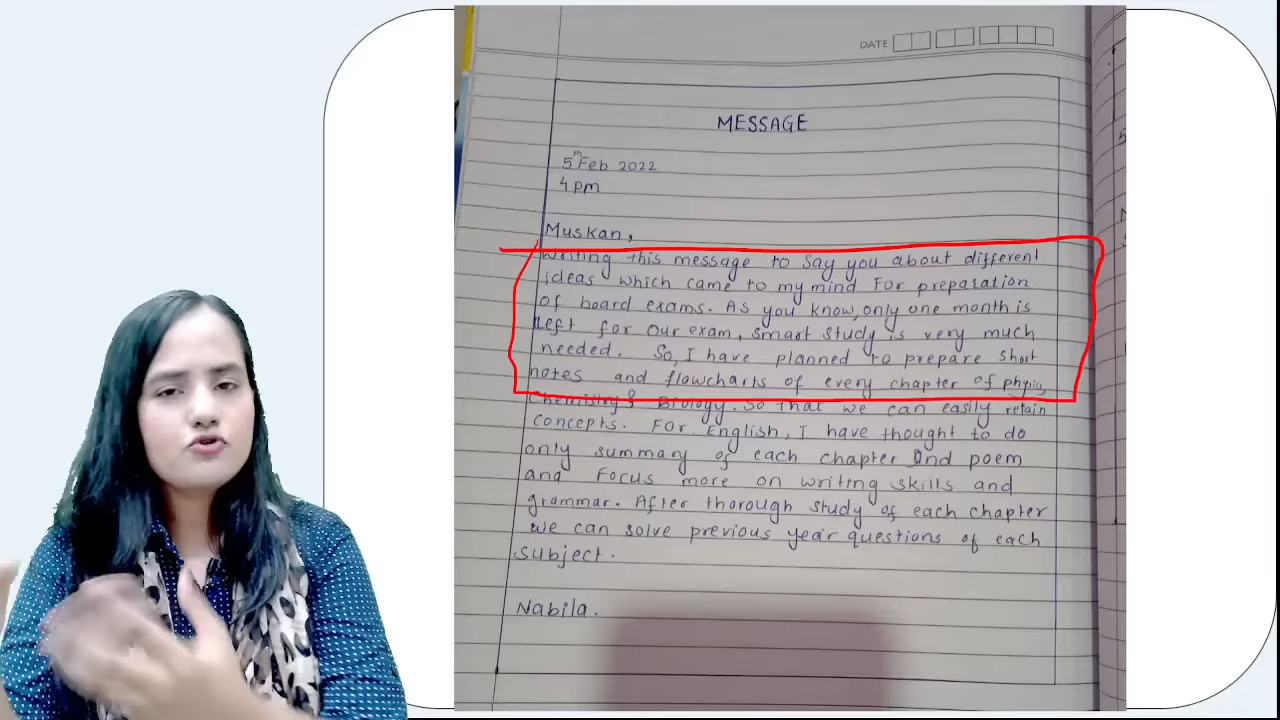 DATE
MESSAGE
5th Feb 2022
4 pm
Muskan,
Writing this message to say you about different
ideas which came to my mind For preparation
of board exams. As you know, only one month is
left for our exam, smart study is very much
needed. So, I have planned to prepare short
notes and flowcharts of every chapter of
Chemistry & Biology. So that we can easily retain
concepts. For English, I have thought to do
only summary of each chapter and poem
and Focus more on writing skills and
grammar. After thorough study of each chapter
we can solve previous year questions of each
subject.
Nabila.